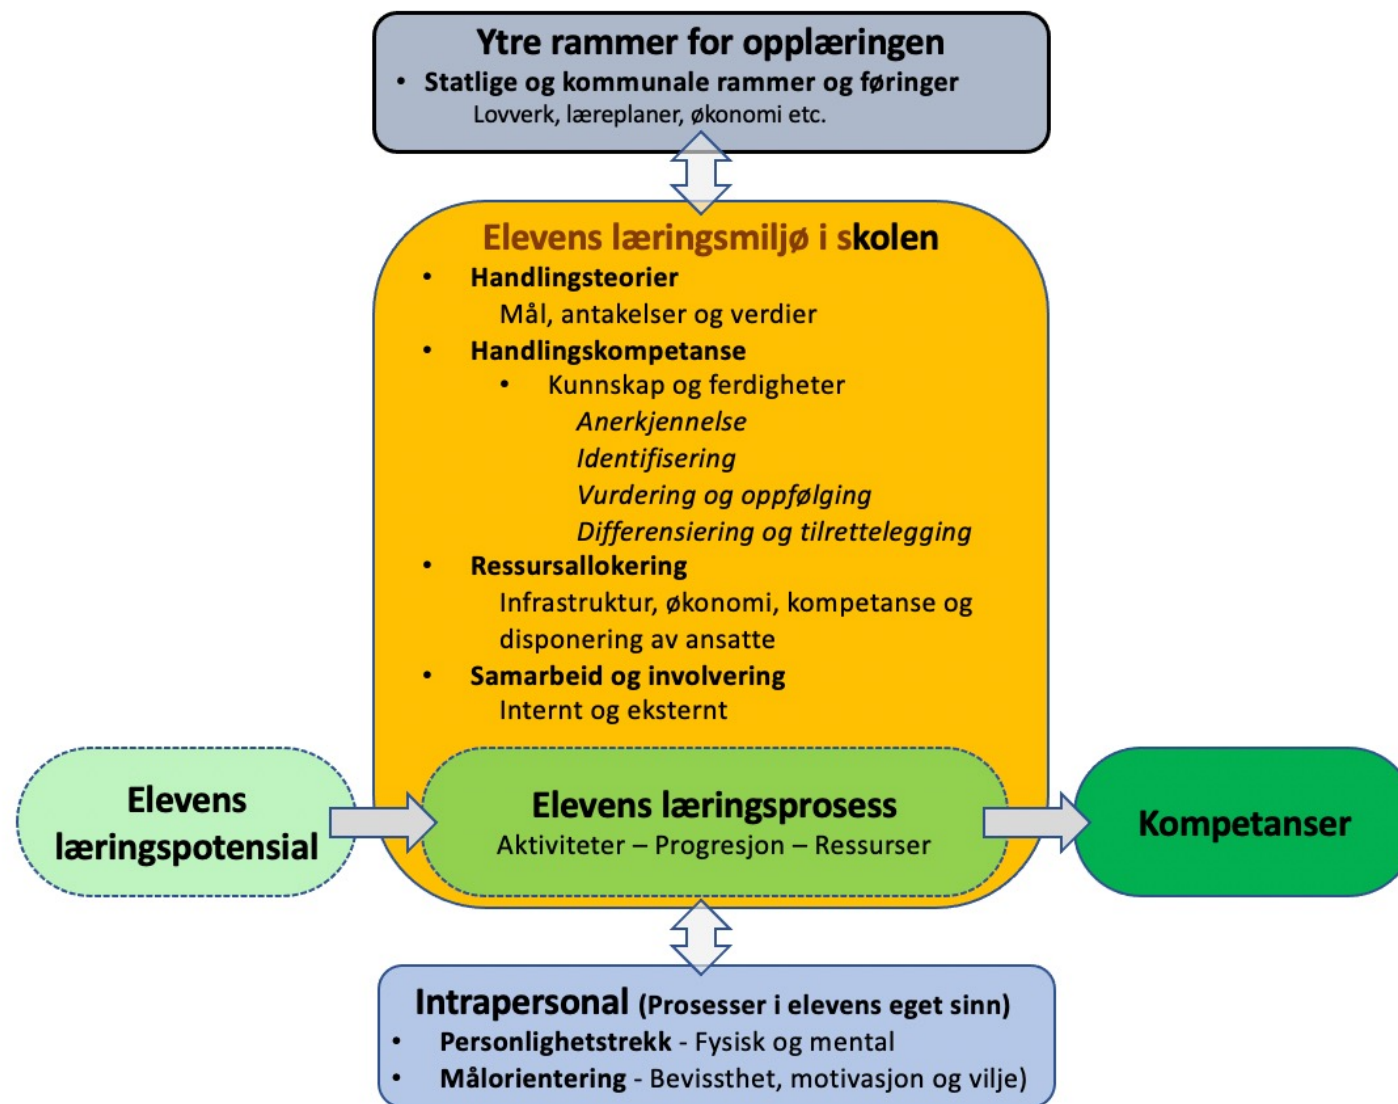 Ytre rammer for opplæringen
• Statlige og kommunale rammer og føringer
Lovverk, læreplaner, økonomi etc.
Elevens læringsmiljø i skolen
• Handlingsteorier
Mål, antakelser og verdier
• Handlingskompetanse
• Kunnskap og ferdigheter
Anerkjennelse
Identifisering
Vurdering og oppfølging
Differensiering og tilrettelegging
• Ressursallokering
Infrastruktur, økonomi, kompetanse og
disponering av ansatte
• Samarbeid og involvering
Internt og eksternt
Elevens
læringspotensial
Elevens læringsprosess
Aktiviteter – Progresjon – Ressurser
Kompetanser
Intrapersonal (Prosesser i elevens eget sinn)
• Personlighetstrekk - Fysisk og mental
• Målorientering - Bevissthet, motivasjon og vilje)